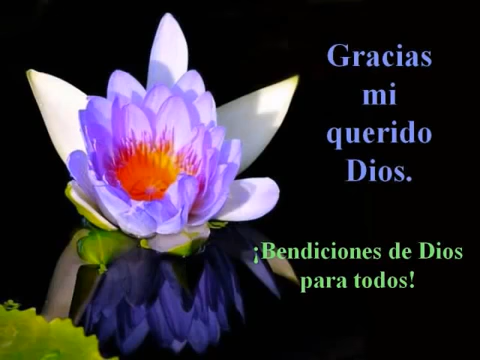 Gracias
mi
querido
Dios.
¡Bendiciones de Dios
para todos!